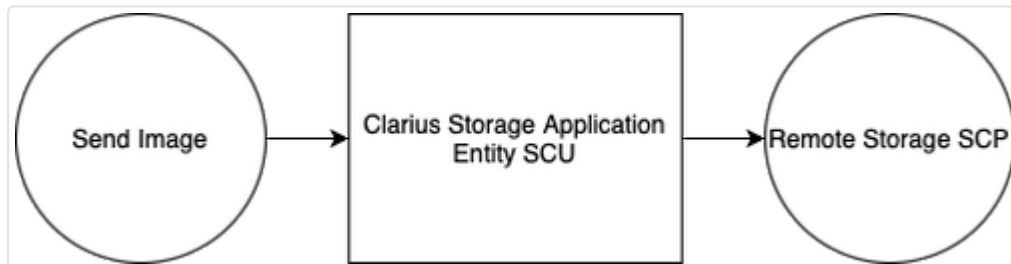 Send Image
Clarius Storage Application
Entity SCU
Remote Storage SCP